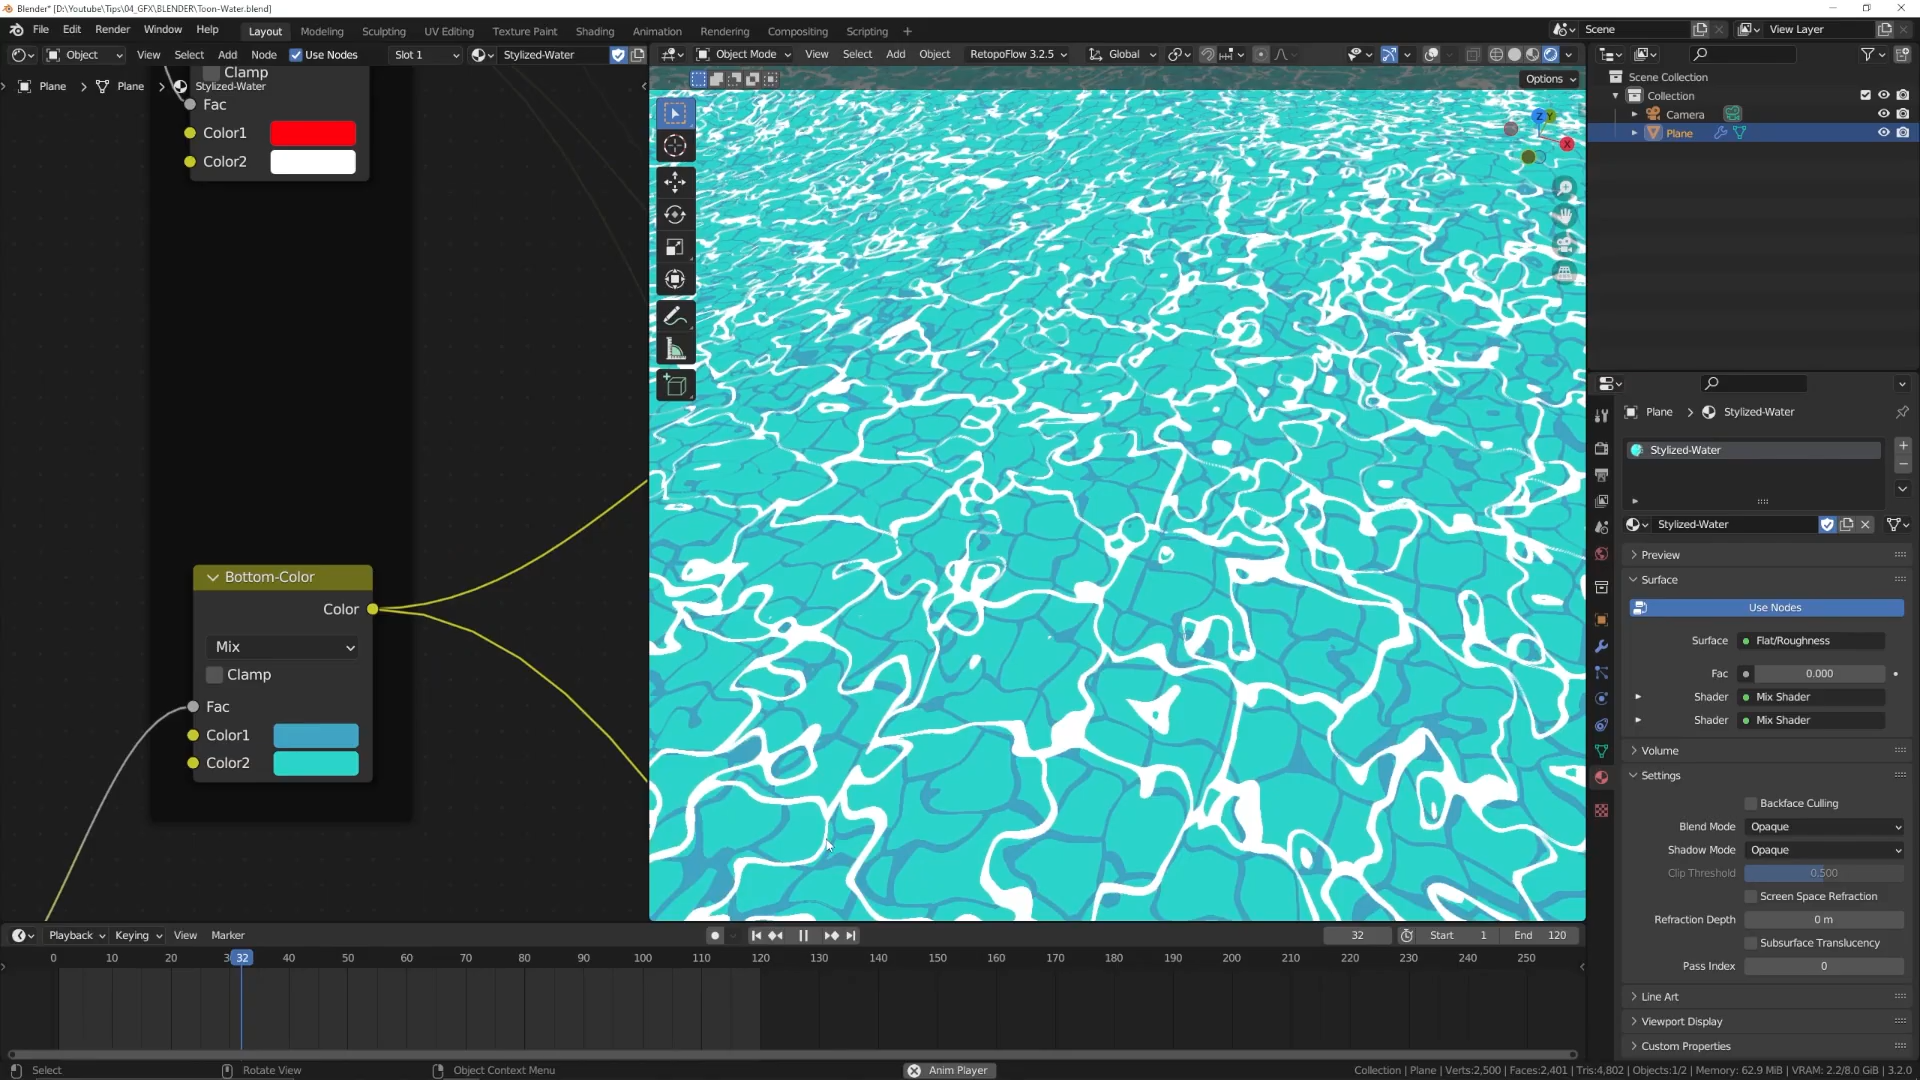 Blender* [D:\Youtube\Tips\04_GFX\BLENDER\Toon-Water.blend]
File Edit Render Window Help Layout Modeling Sculpting UV Editing Texture Paint Shading Animation Rendering Compositing Scripting + Scene View Layer
Object View Select Add Node Use Nodes Slot 1 Stylized-Water Object Mode View Select Add Object RetopoFlow 3.2.5 Global
Options
Plane > Plane > Stylized-Water
Clamp
Fac
Color1
Color2
Bottom-Color
Color
Mix
Clamp
Fac
Color1
Color2
Z
Y
X
Scene Collection
Collection
Camera
Plane
Plane > Stylized-Water
Stylized-Water
Stylized-Water
Preview
Surface
Use Nodes
Surface Flat/Roughness
Fac 0.000
Shader Mix Shader
Shader Mix Shader
Volume
Settings
Backface Culling
Blend Mode Opaque
Shadow Mode Opaque
Clip Threshold 0.500
Screen Space Refraction
Refraction Depth 0 m
Subsurface Translucency
Pass Index 0
Line Art
Viewport Display
Custom Properties
Playback Keying View Marker 32 Start 1 End 120
0 10 20 3 32 40 50 60 70 80 90 100 110 120 130 140 150 160 170 180 190 200 210 220 230 240 250
Select Rotate View Object Context Menu Anim Player Collection | Plane | Verts:2,500 | Faces:2,401 | Tris:4,802 | Objects:1/2 | Memory: 62.9 MiB | VRAM: 2.2/8.0 GiB | 3.2.0